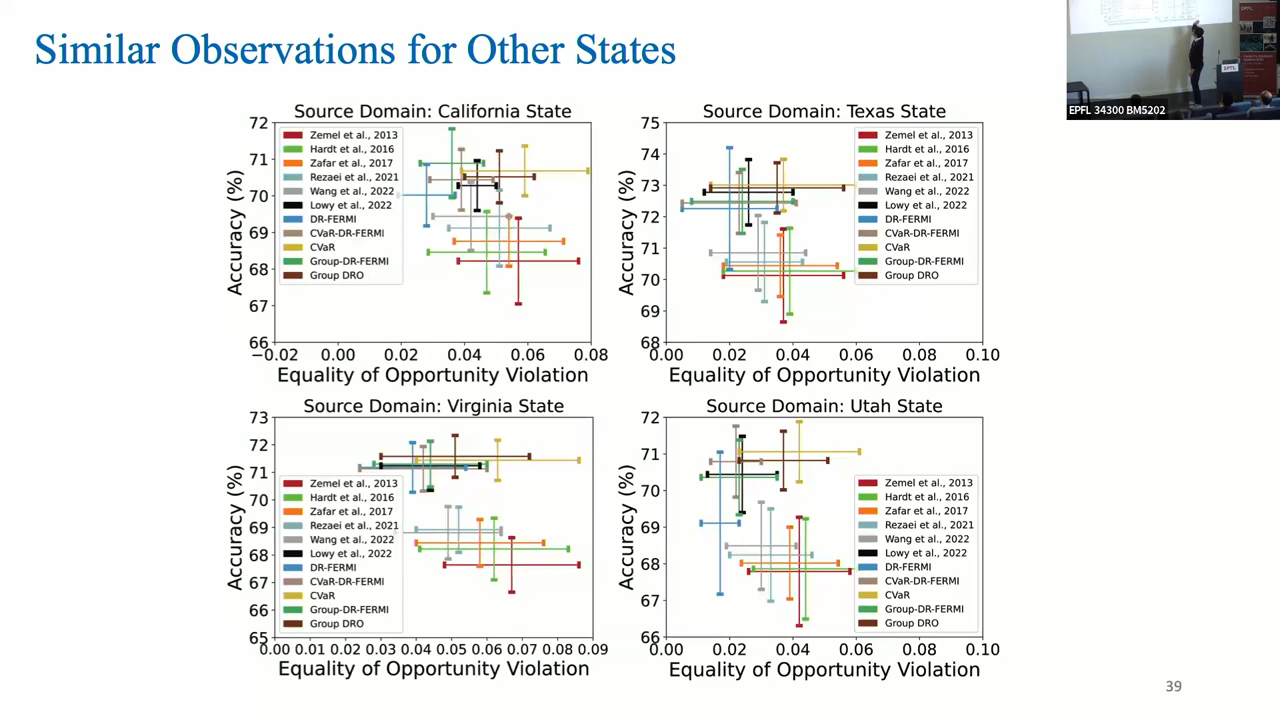 Similar Observations for Other States
EPFL
EPFL 34300 BM5202
Source Domain: California State
72
71
70
69
68
67
66
Accuracy (%)
Zemel et al., 2013
Hardt et al., 2016
Zafar et al., 2017
Rezaei et al., 2021
Wang et al., 2022
Lowy et al., 2022
DR-FERMI
CVaR-DR-FERMI
CVaR
Group-DR-FERMI
Group DRO
−0.02 0.00 0.02 0.04 0.06 0.08
Equality of Opportunity Violation
Source Domain: Texas State
75
74
73
72
71
70
69
68
Accuracy (%)
Zemel et al., 2013
Hardt et al., 2016
Zafar et al., 2017
Rezaei et al., 2021
Wang et al., 2022
Lowy et al., 2022
DR-FERMI
CVaR-DR-FERMI
CVaR
Group-DR-FERMI
Group DRO
0.00 0.02 0.04 0.06 0.08 0.10
Equality of Opportunity Violation
Source Domain: Virginia State
73
72
71
70
69
68
67
66
65
Accuracy (%)
Zemel et al., 2013
Hardt et al., 2016
Zafar et al., 2017
Rezaei et al., 2021
Wang et al., 2022
Lowy et al., 2022
DR-FERMI
CVaR-DR-FERMI
CVaR
Group-DR-FERMI
Group DRO
0.00 0.01 0.02 0.03 0.04 0.05 0.06 0.07 0.08 0.09
Equality of Opportunity Violation
Source Domain: Utah State
72
71
70
69
68
67
66
Accuracy (%)
Zemel et al., 2013
Hardt et al., 2016
Zafar et al., 2017
Rezaei et al., 2021
Wang et al., 2022
Lowy et al., 2022
DR-FERMI
CVaR-DR-FERMI
CVaR
Group-DR-FERMI
Group DRO
0.00 0.02 0.04 0.06 0.08 0.10
Equality of Opportunity Violation
39